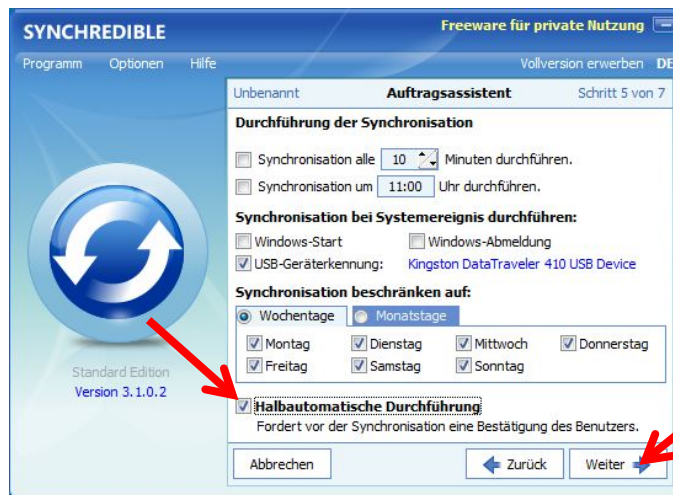 SYNCHREDIBLE
Freeware für private Nutzung
Programm Optionen Hilfe
Vollversion erwerben DE
Unbenannt Auftragsassistent Schritt 5 von 7
Durchführung der Synchronisation
Synchronisation alle 10 Minuten durchführen.
Synchronisation um 11:00 Uhr durchführen.
Synchronisation bei Systemereignis durchführen:
Windows-Start Windows-Abmeldung
USB-Geräterkennung: Kingston DataTraveler 410 USB Device
Synchronisation beschränken auf:
Wochentage Monatstage
Montag Dienstag Mittwoch Donnerstag
Freitag Samstag Sonntag
Standard Edition
Version 3.1.0.2
Halbautomatische Durchführung
Fordert vor der Synchronisation eine Bestätigung des Benutzers.
Abbrechen Zurück Weiter